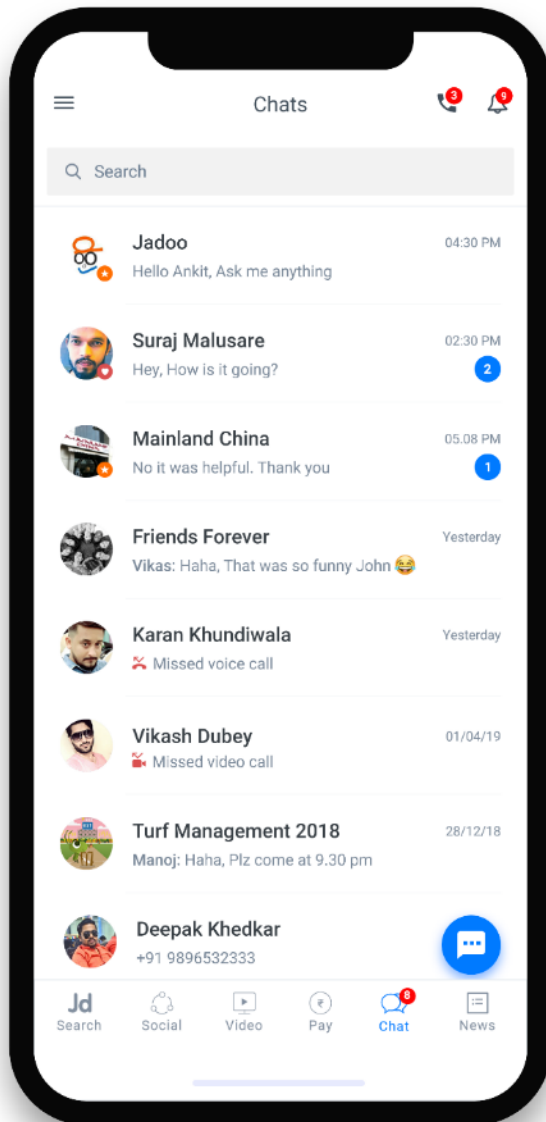 Chats
3
9
Search
Jadoo 04:30 PM
Hello Ankit, Ask me anything
Suraj Malusare 02:30 PM
Hey, How is it going? 2
Mainland China 05.08 PM
No it was helpful. Thank you 1
Friends Forever Yesterday
Vikas: Haha, That was so funny John 😂
Karan Khundiwala Yesterday
Missed voice call
Vikash Dubey 01/04/19
Missed video call
Turf Management 2018 28/12/18
Manoj: Haha, Plz come at 9.30 pm
Deepak Khedkar
+91 9896532333
Jd ₹ 8
Search Social Video Pay Chat News